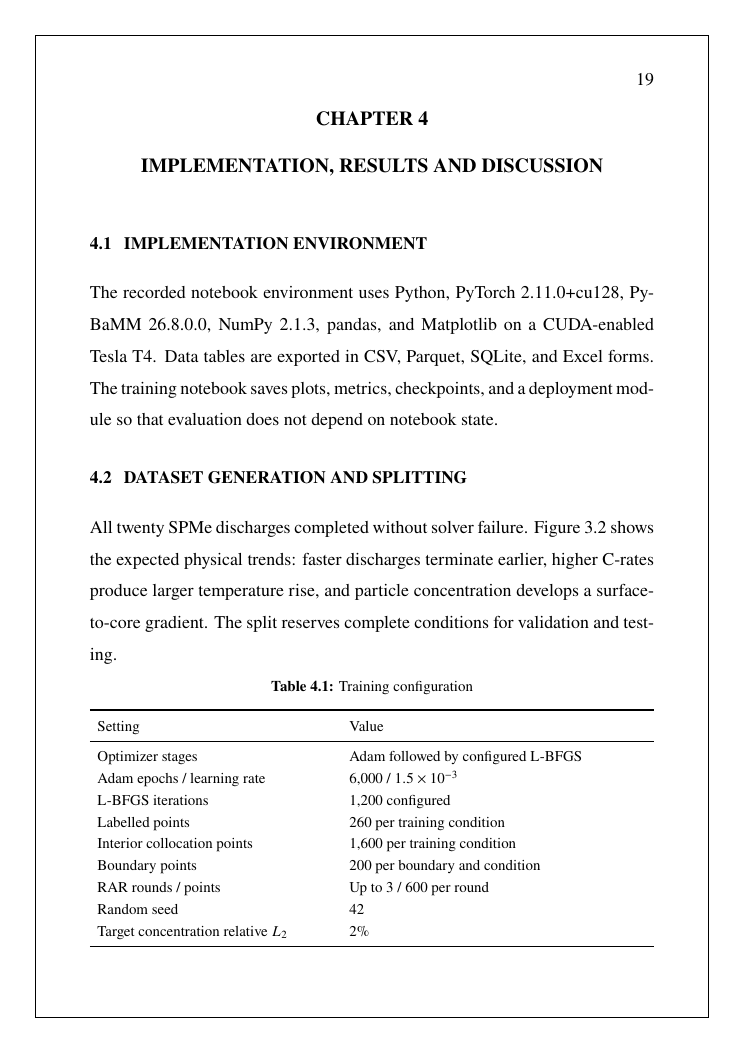 19
CHAPTER 4
IMPLEMENTATION, RESULTS AND DISCUSSION
4.1 IMPLEMENTATION ENVIRONMENT
The recorded notebook environment uses Python, PyTorch 2.11.0+cu128, Py-
BaMM 26.8.0.0, NumPy 2.1.3, pandas, and Matplotlib on a CUDA-enabled
Tesla T4. Data tables are exported in CSV, Parquet, SQLite, and Excel forms.
The training notebook saves plots, metrics, checkpoints, and a deployment mod-
ule so that evaluation does not depend on notebook state.
4.2 DATASET GENERATION AND SPLITTING
All twenty SPMe discharges completed without solver failure. Figure 3.2 shows
the expected physical trends: faster discharges terminate earlier, higher C-rates
produce larger temperature rise, and particle concentration develops a surface-
to-core gradient. The split reserves complete conditions for validation and test-
ing.
Table 4.1: Training configuration
Setting Value
Optimizer stages Adam followed by configured L-BFGS
Adam epochs / learning rate 6,000 / 1.5 × 10⁻³
L-BFGS iterations 1,200 configured
Labelled points 260 per training condition
Interior collocation points 1,600 per training condition
Boundary points 200 per boundary and condition
RAR rounds / points Up to 3 / 600 per round
Random seed 42
Target concentration relative L₂ 2%